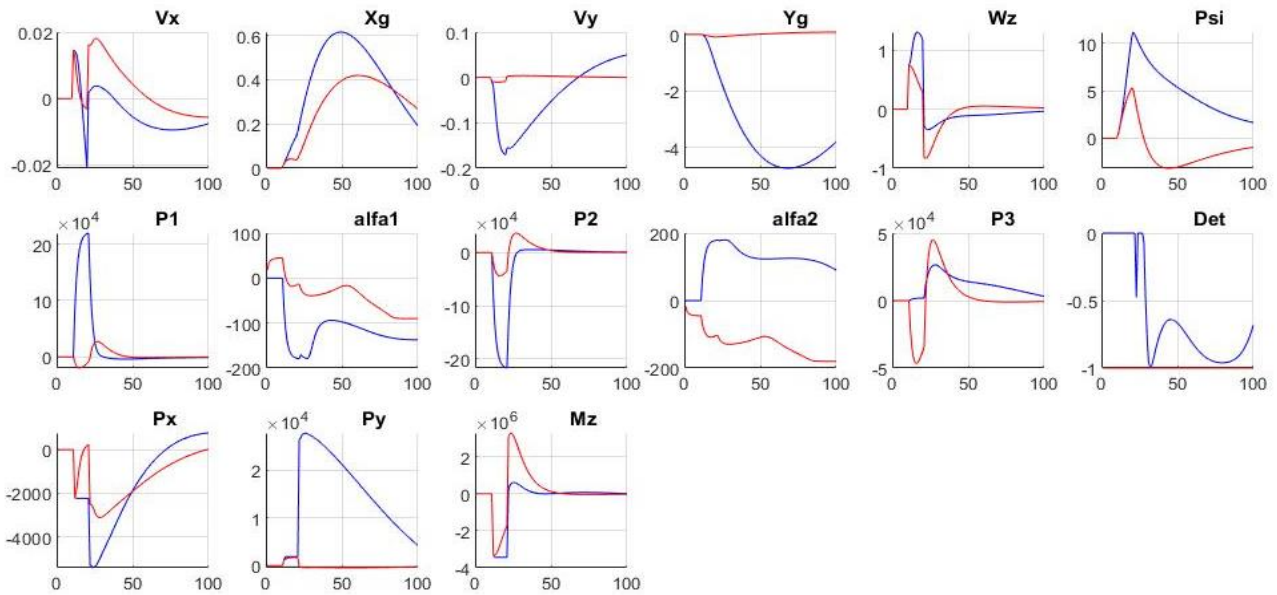 Vx Xg Vy Yg Wz Psi
0.02 0.6 0.1 0 1 10
0 0.4 0 -2 0 5
0.2 -0.1 -4 0
-0.02 0 -0.2 -1
0 50 100 0 50 100 0 50 100 0 50 100 0 50 100 0 50 100
P1 alfa1 P2 alfa2 P3 Det
× 10⁴ × 10⁴ × 10⁴
20 100 0 200 5 0
10 0 -10 0 0 -0.5
0 -100 -20
-200 -200 -5 -1
0 50 100 0 50 100 0 50 100 0 50 100 0 50 100 0 50 100
Px Py Mz
× 10⁴ × 10⁶
0 2 2
-2000 1 0
-4000 0 -2
-4
0 50 100 0 50 100 0 50 100